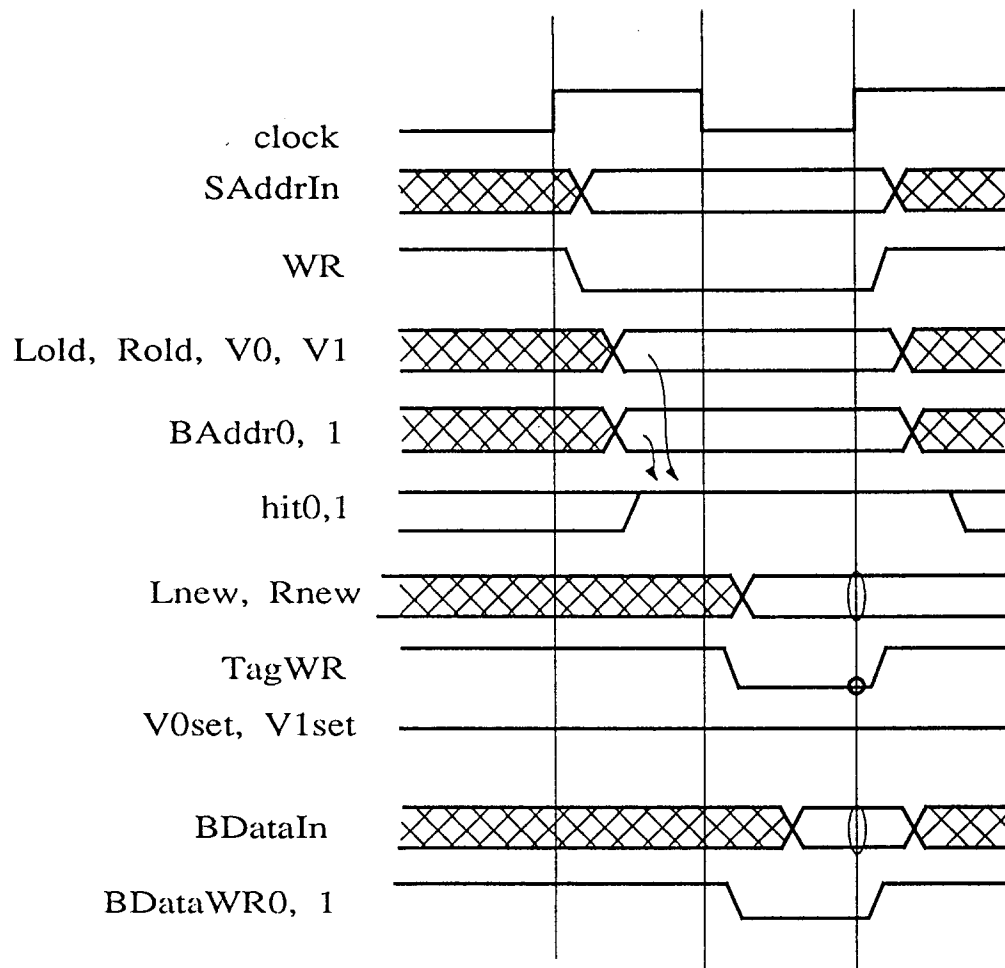 clock
SAddrIn
WR
Lold, Rold, V0, V1
BAddr0, 1
hit0,1
Lnew, Rnew
TagWR
V0set, V1set
BDataIn
BDataWR0, 1